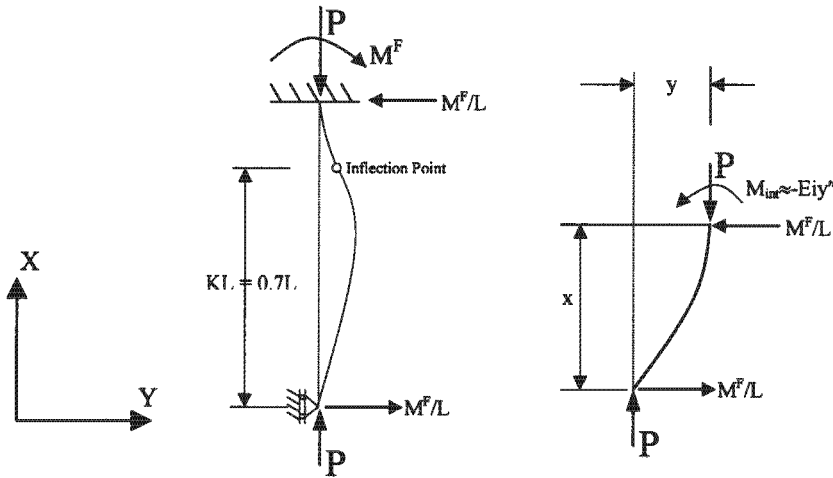 P
M^F
M^F/L
Inflection Point
X
KL = 0.7L
Y
M^F/L
P
y
P
M_int≈-Eiy"
M^F/L
x
M^F/L
P